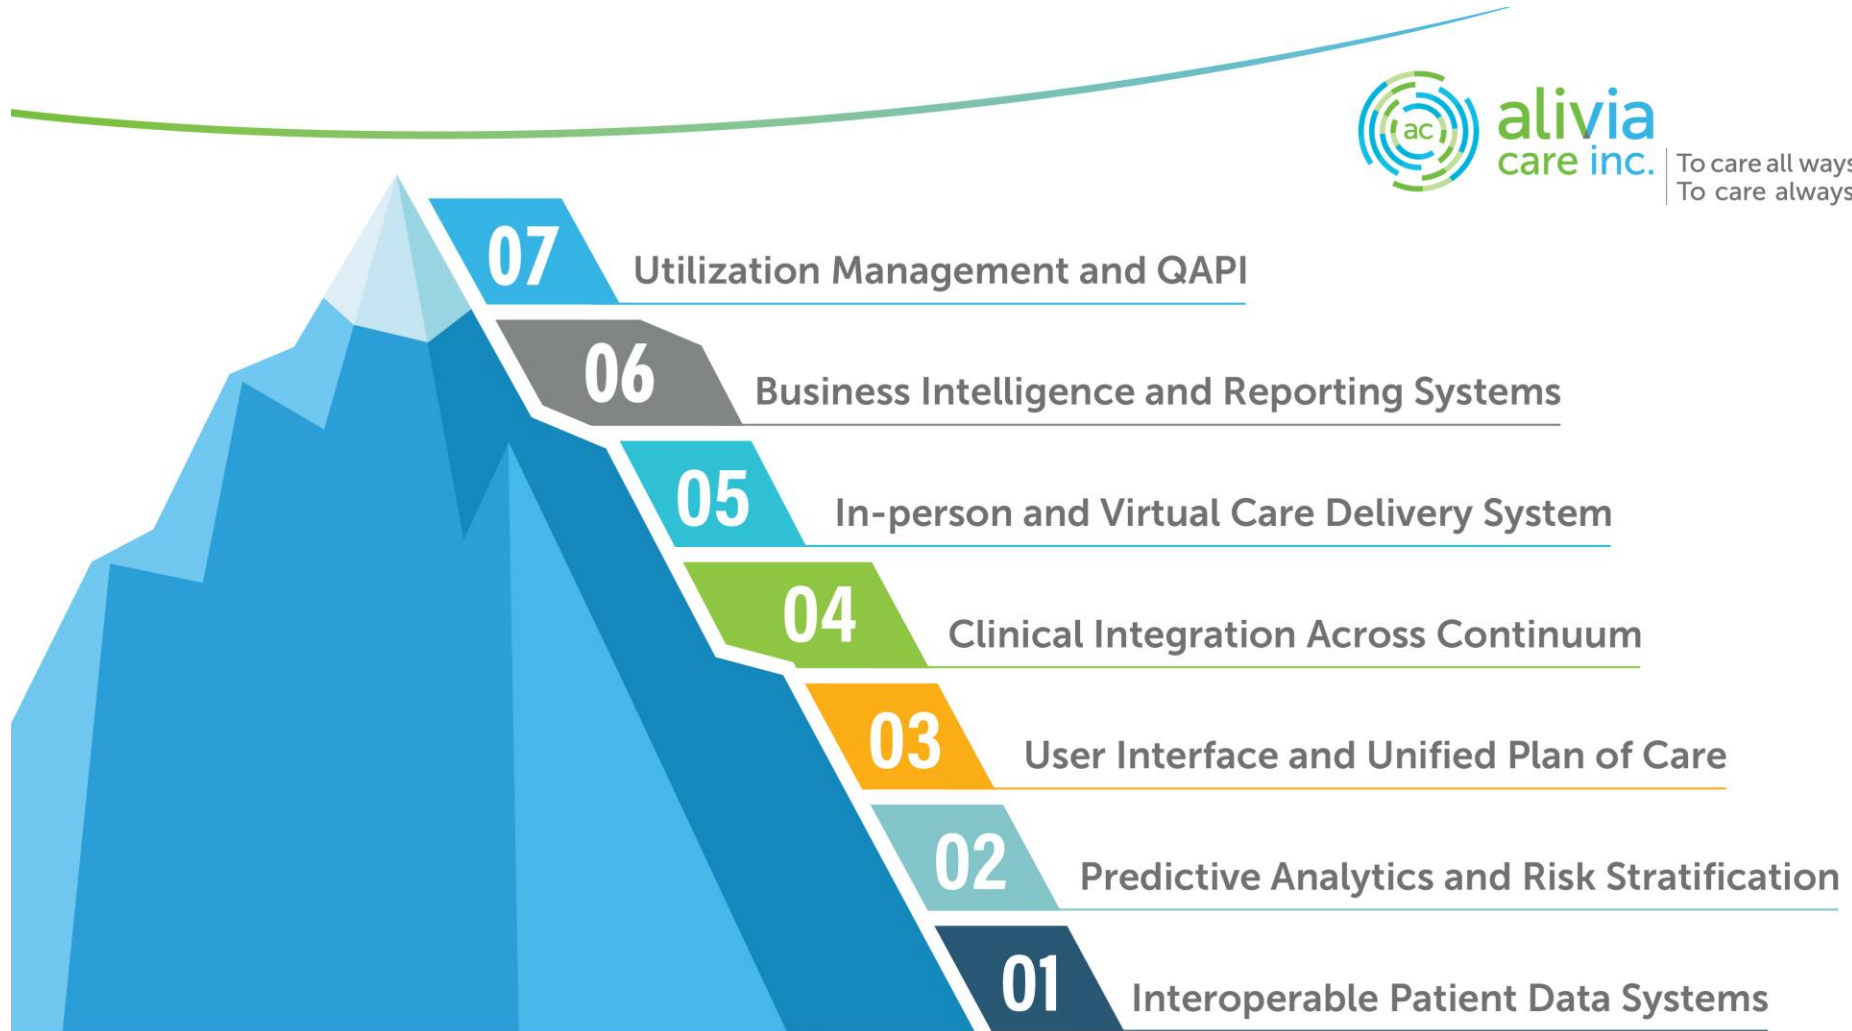 ac
alivia
care inc.
To care all ways
To care always
07
Utilization Management and QAPI
06
Business Intelligence and Reporting Systems
05
In-person and Virtual Care Delivery System
04
Clinical Integration Across Continuum
03
User Interface and Unified Plan of Care
02
Predictive Analytics and Risk Stratification
01
Interoperable Patient Data Systems